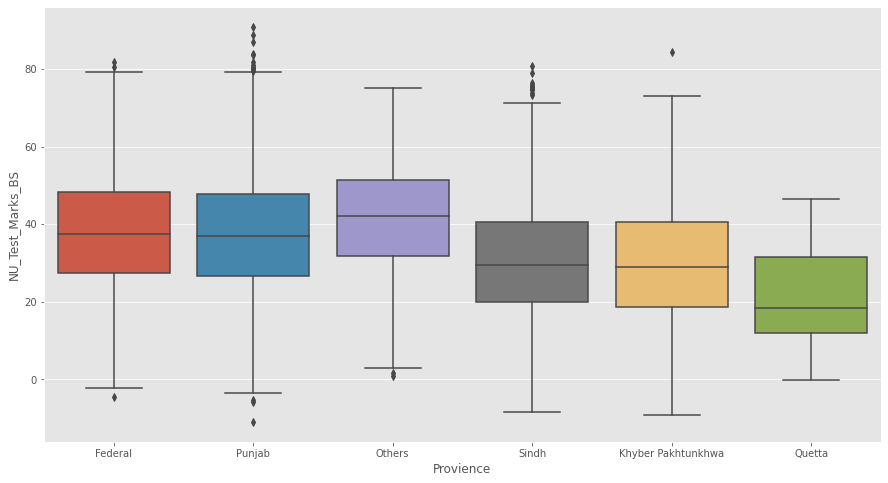 NU_Test_Marks_BS
80
60
40
20
0
Federal
Punjab
Others
Sindh
Khyber Pakhtunkhwa
Quetta
Provience